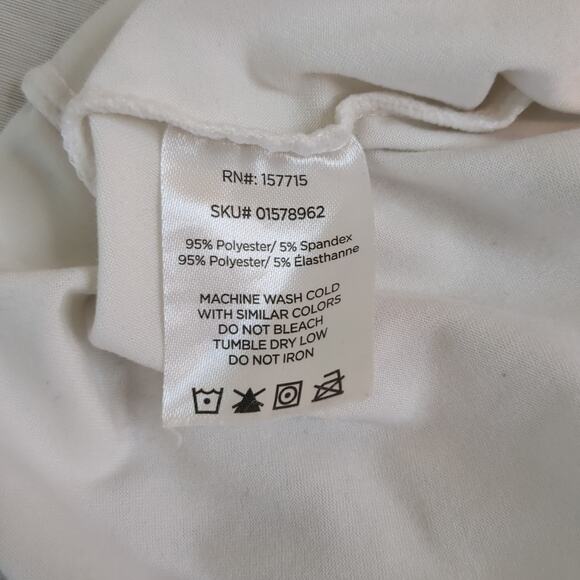 RN#: 157715
SKU# 01578962
95% Polyester/ 5% Spandex
95% Polyester/ 5% Élasthanne
MACHINE WASH COLD
WITH SIMILAR COLORS
DO NOT BLEACH
TUMBLE DRY LOW
DO NOT IRON